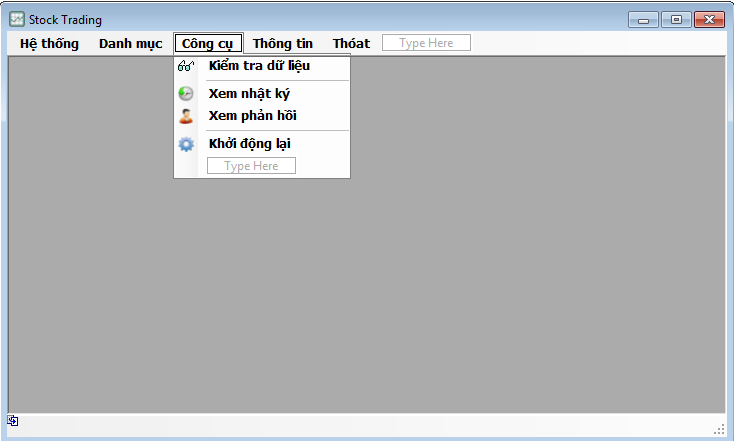 Stock Trading
Hệ thống Danh mục Công cụ Thông tin Thóat Type Here
Kiểm tra dữ liệu
Xem nhật ký
Xem phản hồi
Khởi động lại
Type Here